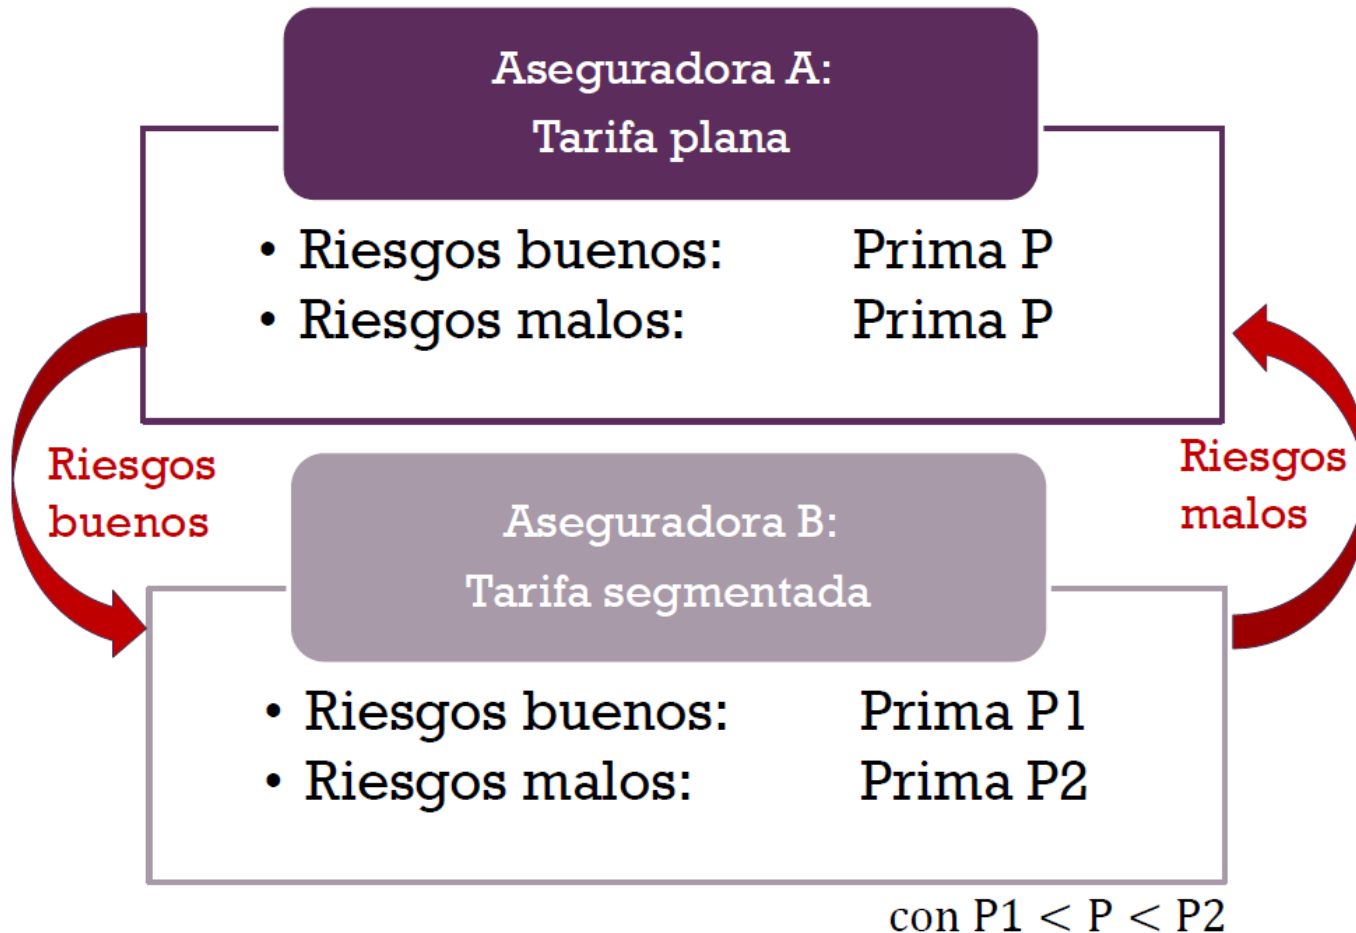 Aseguradora A:
Tarifa plana
• Riesgos buenos: Prima P
• Riesgos malos: Prima P
Riesgos
buenos
Riesgos
malos
Aseguradora B:
Tarifa segmentada
• Riesgos buenos: Prima P1
• Riesgos malos: Prima P2
con P1 < P < P2